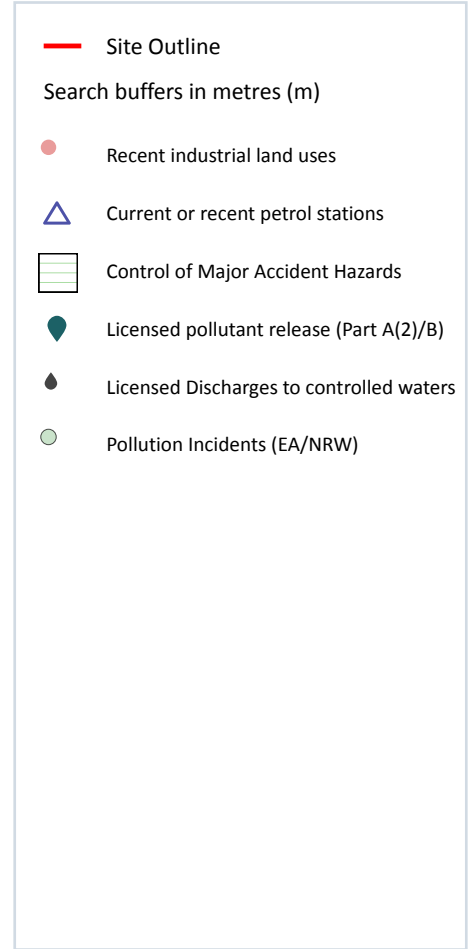 Site Outline
Search buffers in metres (m)
Recent industrial land uses
Current or recent petrol stations
Control of Major Accident Hazards
Licensed pollutant release (Part A(2)/B)
Licensed Discharges to controlled waters
Pollution Incidents (EA/NRW)